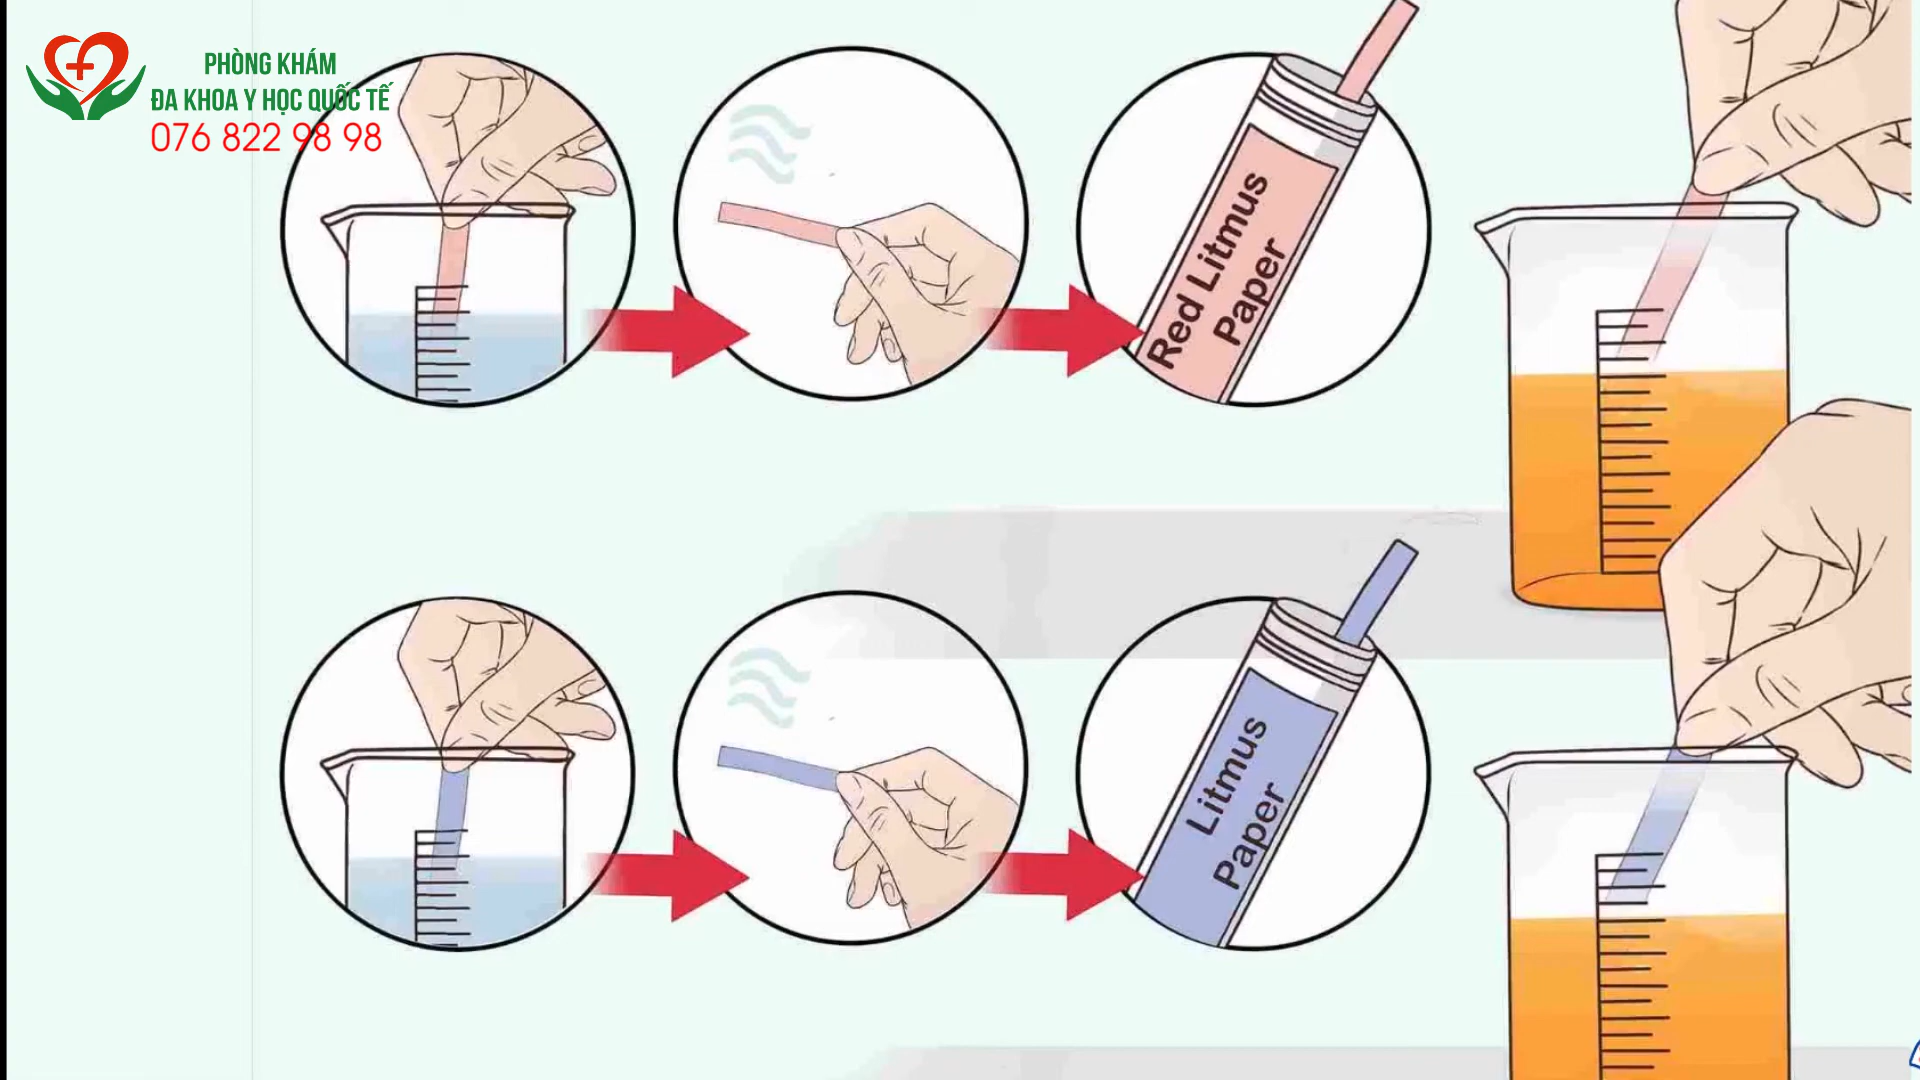 PHÒNG KHÁM
ĐA KHOA Y HỌC QUỐC TẾ
076 822 98 98
Red Litmus
Paper
Litmus
Paper